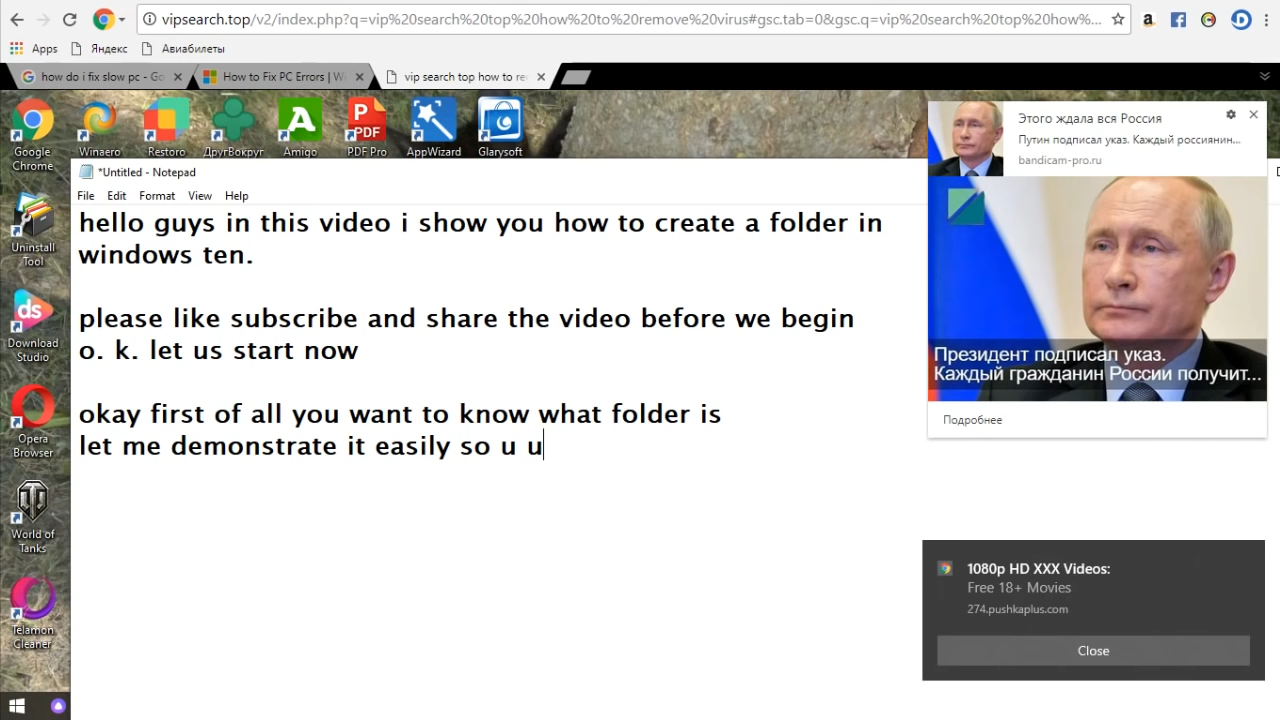 vipsearch.top/v2/index.php?q=vip%20search%20top%20how%20to%20remove%20virus#gsc.tab=0&gsc.q=vip%20search%20top%20how%...
Apps Яндекс Авиабилеты
how do i fix slow pc - Go
How to Fix PC Errors | W
vip search top how to re
Google Chrome
Winaero
Restoro
ДругВокруг
Amigo
PDF Pro
AppWizard
Glarysoft
Uninstall Tool
Download Studio
Opera Browser
World of Tanks
Telamon Cleaner
*Untitled - Notepad
File Edit Format View Help
hello guys in this video i show you how to create a folder in
windows ten.
please like subscribe and share the video before we begin
o. k. let us start now
okay first of all you want to know what folder is
let me demonstrate it easily so u u
Этого ждала вся Россия
Путин подписал указ. Каждый россиянин...
bandicam-pro.ru
Президент подписал указ.
Каждый гражданин России получит...
Подробнее
1080p HD XXX Videos:
Free 18+ Movies
274.pushkaplus.com
Close